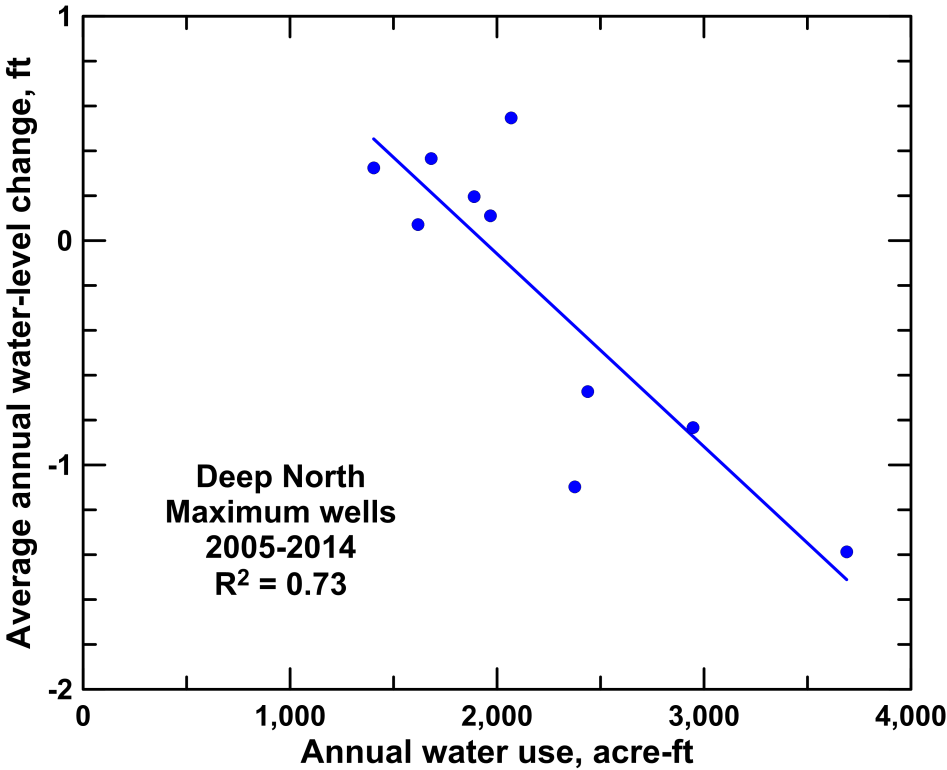 Average annual water-level change, ft
1
0
-1
-2
Deep North
Maximum wells
2005-2014
R² = 0.73
0 1,000 2,000 3,000 4,000
Annual water use, acre-ft